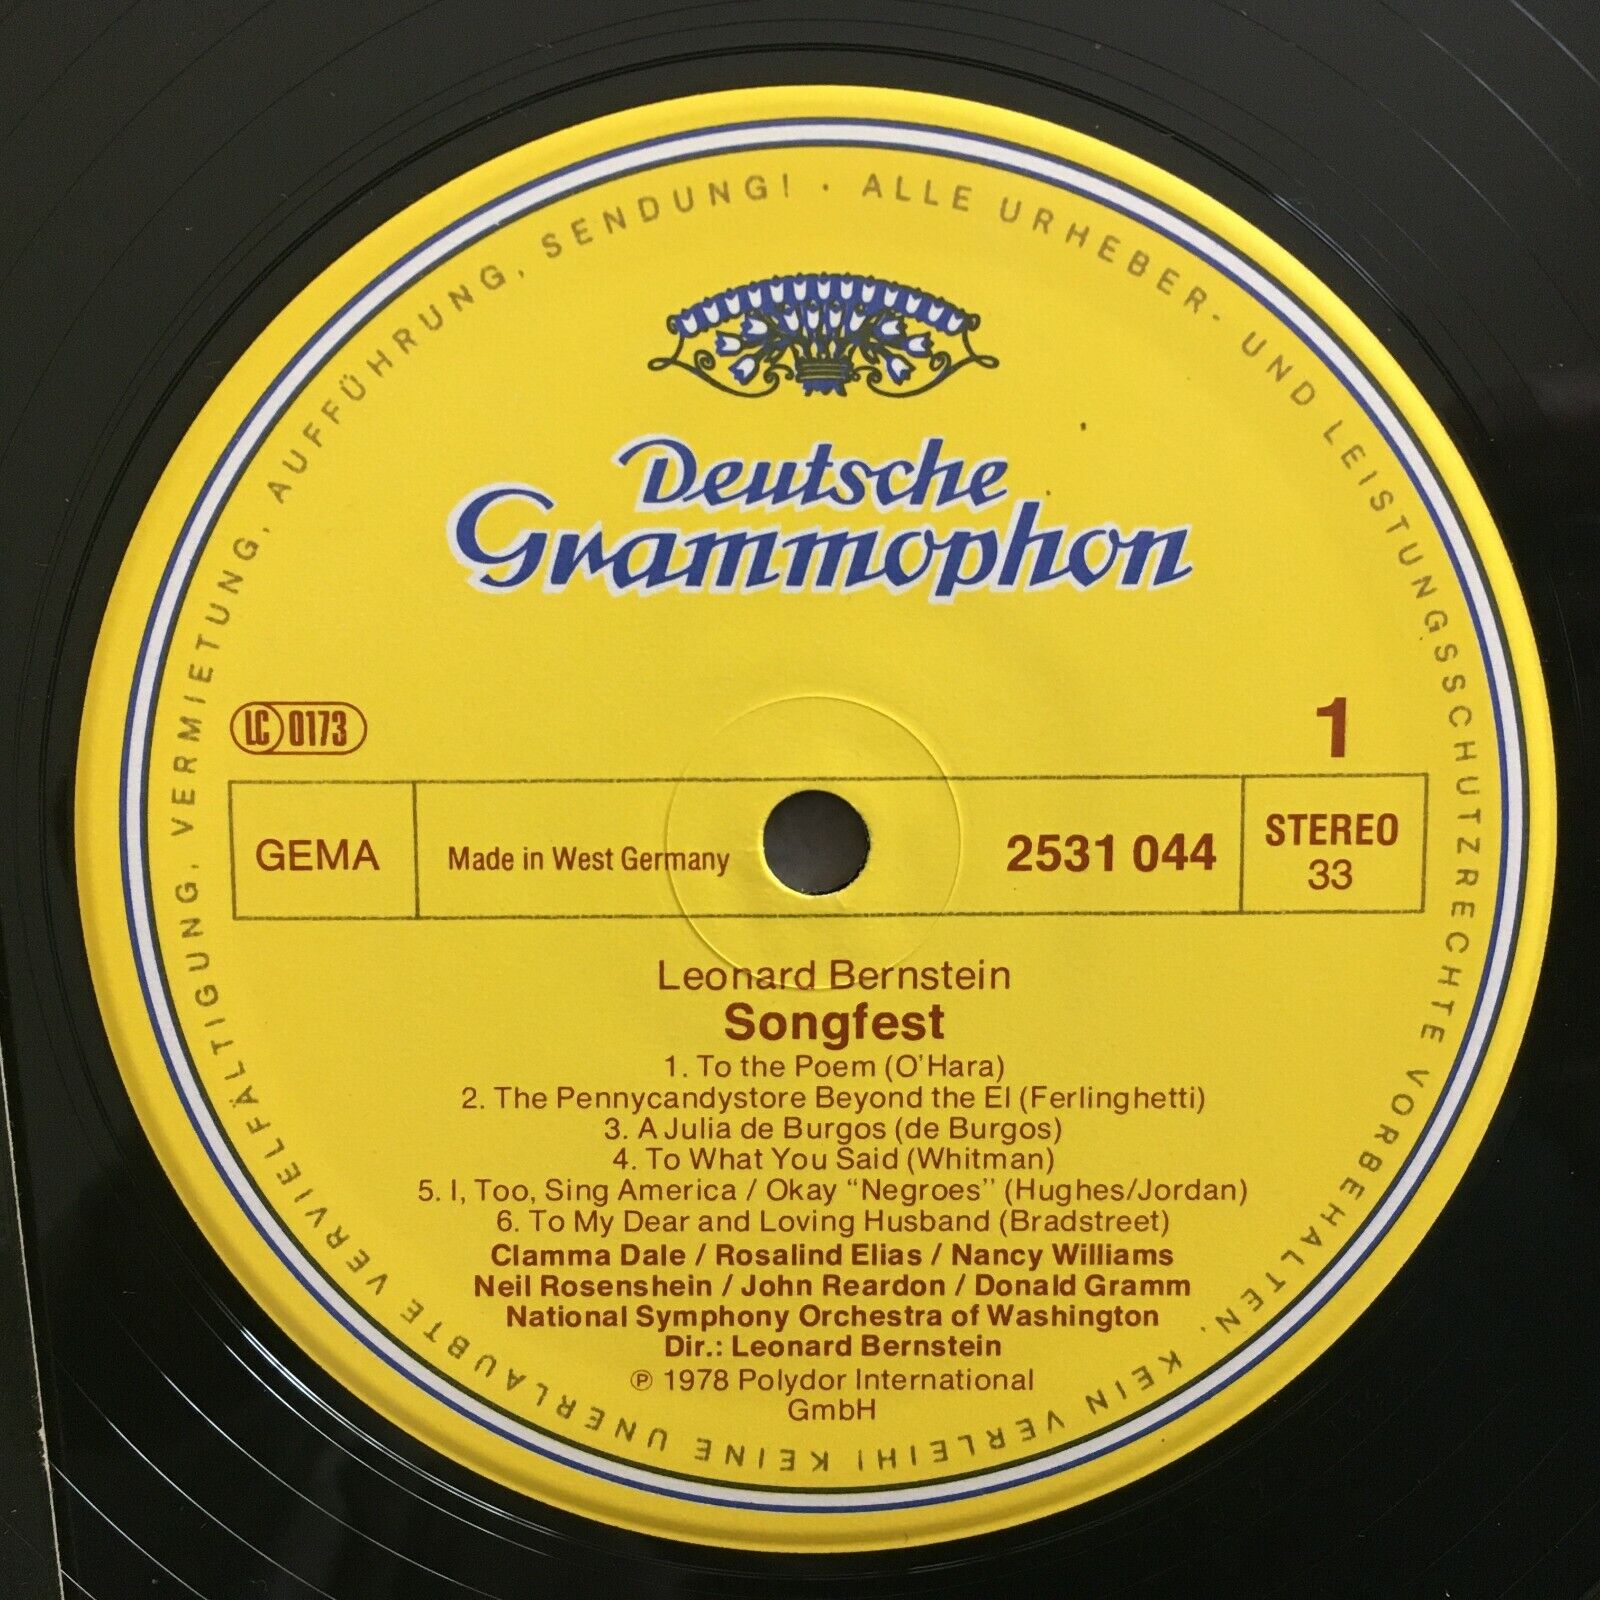 ALLE URHEBER- UND LEISTUNGSSCHUTZRECHTE VORBEHALTEN. KEIN VERLEIH! KEINE UNERLAUBTE VERVIELFÄLTIGUNG, VERMIETUNG, AUFFÜHRUNG, SENDUNG! ·
Deutsche
Grammophon
LC 0173
1
GEMA
Made in West Germany
2531 044
STEREO
33
Leonard Bernstein
Songfest
1. To the Poem (O'Hara)
2. The Pennycandystore Beyond the El (Ferlinghetti)
3. A Julia de Burgos (de Burgos)
4. To What You Said (Whitman)
5. I, Too, Sing America / Okay “Negroes” (Hughes/Jordan)
6. To My Dear and Loving Husband (Bradstreet)
Clamma Dale / Rosalind Elias / Nancy Williams
Neil Rosenshein / John Reardon / Donald Gramm
National Symphony Orchestra of Washington
Dir.: Leonard Bernstein
℗ 1978 Polydor International
GmbH